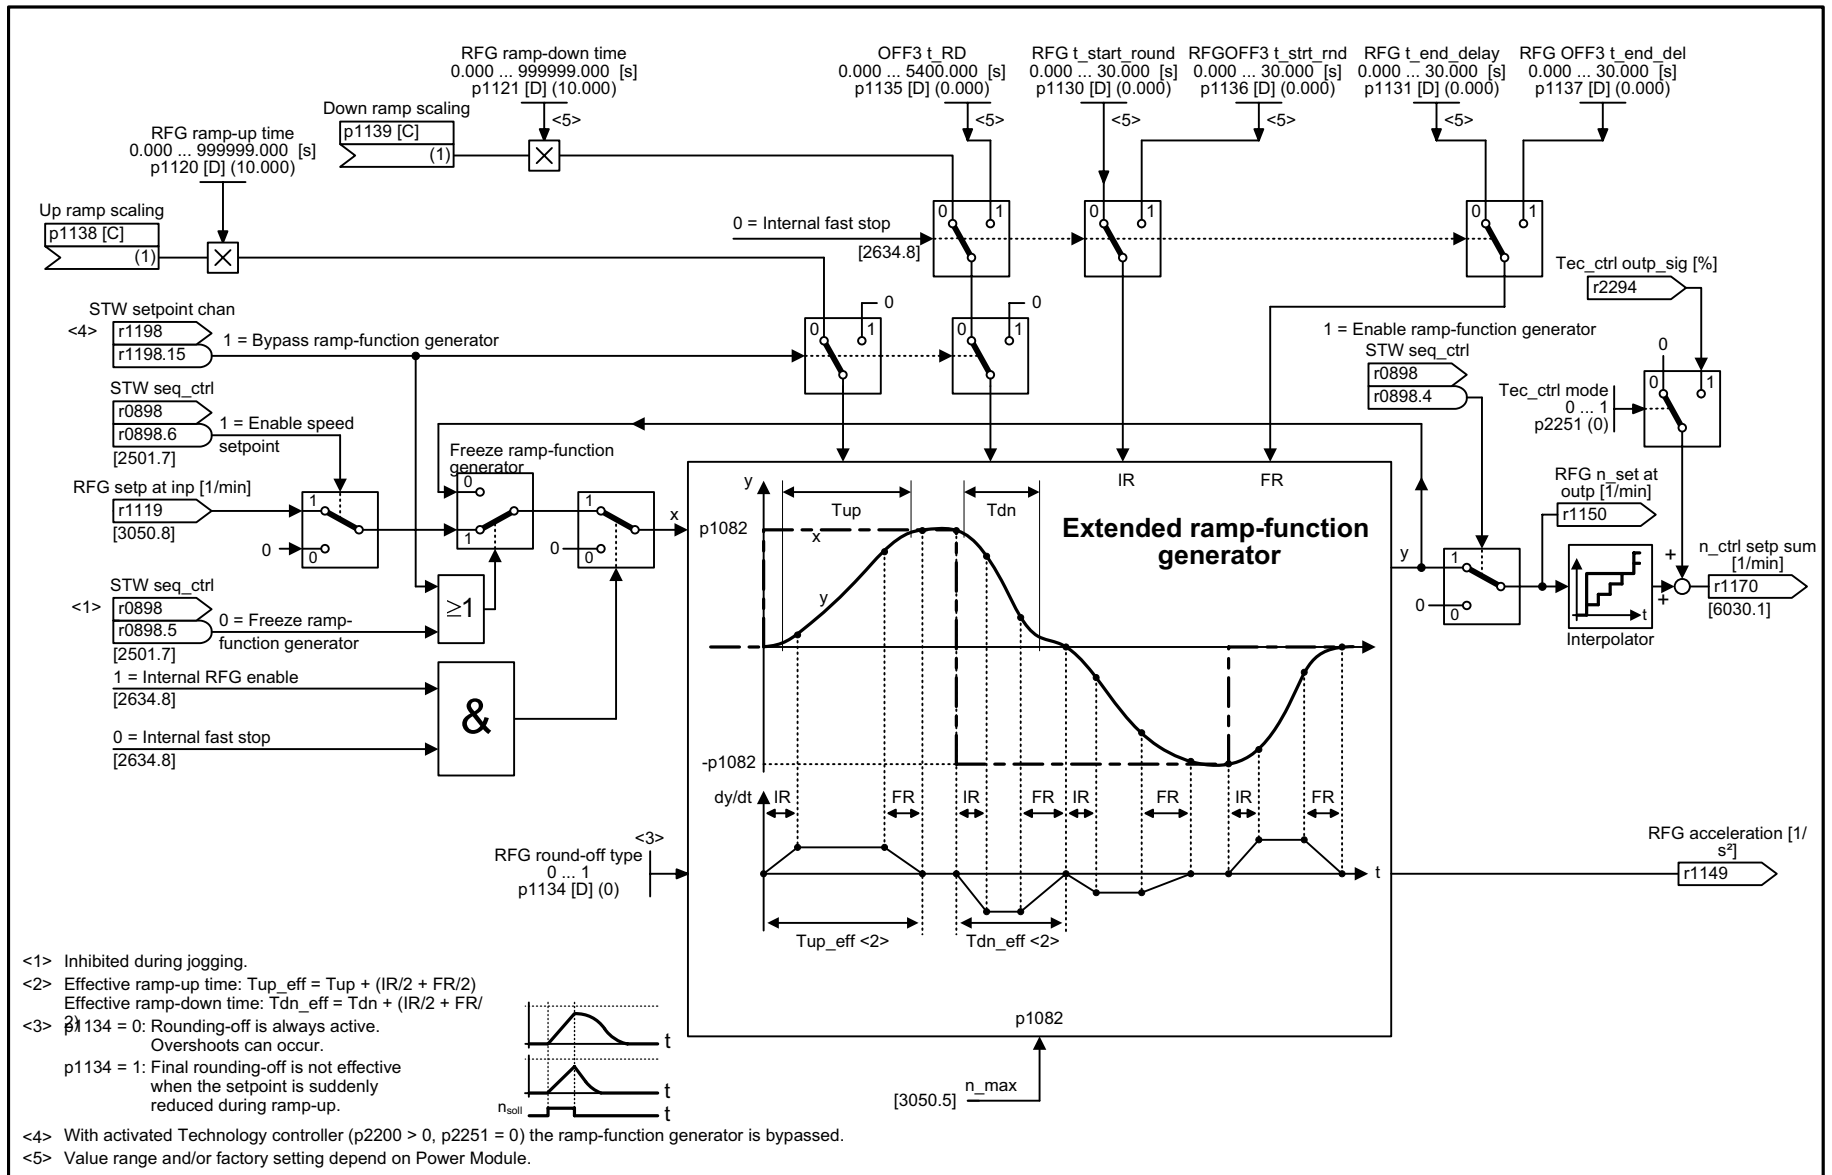 RFG ramp-down time
0.000 ... 999999.000 [s]
p1121 [D] (10.000)
<5>
OFF3 t_RD
0.000 ... 5400.000 [s]
p1135 [D] (0.000)
<5>
RFG t_start_round
0.000 ... 30.000 [s]
p1130 [D] (0.000)
<5>
RFGOFF3 t_strt_rnd
0.000 ... 30.000 [s]
p1136 [D] (0.000)
RFG t_end_delay
0.000 ... 30.000 [s]
p1131 [D] (0.000)
<5>
RFG OFF3 t_end_del
0.000 ... 30.000 [s]
p1137 [D] (0.000)
Down ramp scaling
p1139 [C]
(1)
RFG ramp-up time
0.000 ... 999999.000 [s]
p1120 [D] (10.000)
Up ramp scaling
p1138 [C]
(1)
0 = Internal fast stop
[2634.8]
0 1
0 1
0 1
Tec_ctrl outp_sig [%]
r2294
STW setpoint chan
<4>
r1198
r1198.15
1 = Bypass ramp-function generator
0
0 1
0
0 1
1 = Enable ramp-function generator
STW seq_ctrl
r0898
r0898.4
0
0 1
Tec_ctrl mode
0 ... 1
p2251 (0)
STW seq_ctrl
r0898
r0898.6
[2501.7]
1 = Enable speed
setpoint
Freeze ramp-function
generator
0
1
RFG setp at inp [1/min]
r1119
[3050.8]
1
0
0
1
0
0
x
STW seq_ctrl
<1>
r0898
r0898.5
[2501.7]
0 = Freeze ramp-
function generator
≥1
1 = Internal RFG enable
[2634.8]
0 = Internal fast stop
[2634.8]
&
IR
FR
y
Tup
Tdn
p1082
x
y
Extended ramp-function
generator
-p1082
dy/dt
IR FR IR FR IR FR IR FR
t
Tup_eff <2>
Tdn_eff <2>
p1082
y
1
0
0
RFG n_set at
outp [1/min]
r1150
t
Interpolator
+
+
n_ctrl setp sum
[1/min]
r1170
[6030.1]
<3>
RFG round-off type
0 ... 1
p1134 [D] (0)
RFG acceleration [1/
s²]
r1149
n_max
[3050.5]
<1> Inhibited during jogging.
<2> Effective ramp-up time: Tup_eff = Tup + (IR/2 + FR/2)
Effective ramp-down time: Tdn_eff = Tdn + (IR/2 + FR/
2)
<3> p1134 = 0: Rounding-off is always active.
Overshoots can occur.
p1134 = 1: Final rounding-off is not effective
when the setpoint is suddenly
reduced during ramp-up.
t
t
n_soll
t
<4> With activated Technology controller (p2200 > 0, p2251 = 0) the ramp-function generator is bypassed.
<5> Value range and/or factory setting depend on Power Module.